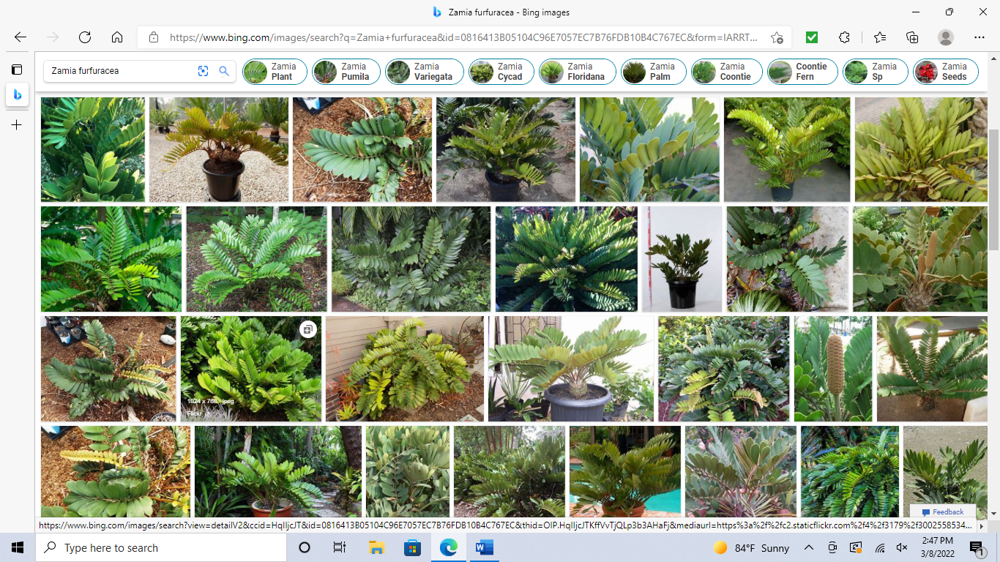 Zamia furfuracea - Bing images
https://www.bing.com/images/search?q=Zamia+furfuracea&id=0816413B05104C96E7057EC7B76FDB10B4C767EC&form=IARRT...
Zamia furfuracea
Zamia Plant
Zamia Pumila
Zamia Variegata
Zamia Cycad
Zamia Floridana
Zamia Palm
Zamia Coontie
Coontie Fern
Zamia Sp
Zamia Seeds
1024 x 768 · jpeg
Flickr
Feedback
https://www.bing.com/images/search?view=detailV2&ccid=HqIljcJT&id=0816413B05104C96E7057EC7B76FDB10B4C767EC&thid=OIP.HqIljcJTKffVvTjQLp3b3AHaFj&mediaurl=https%3a%2f%2fc2.staticflickr.com%2f4%2f3179%2f3002558534...
Type here to search
84°F Sunny
2:47 PM
3/8/2022
1